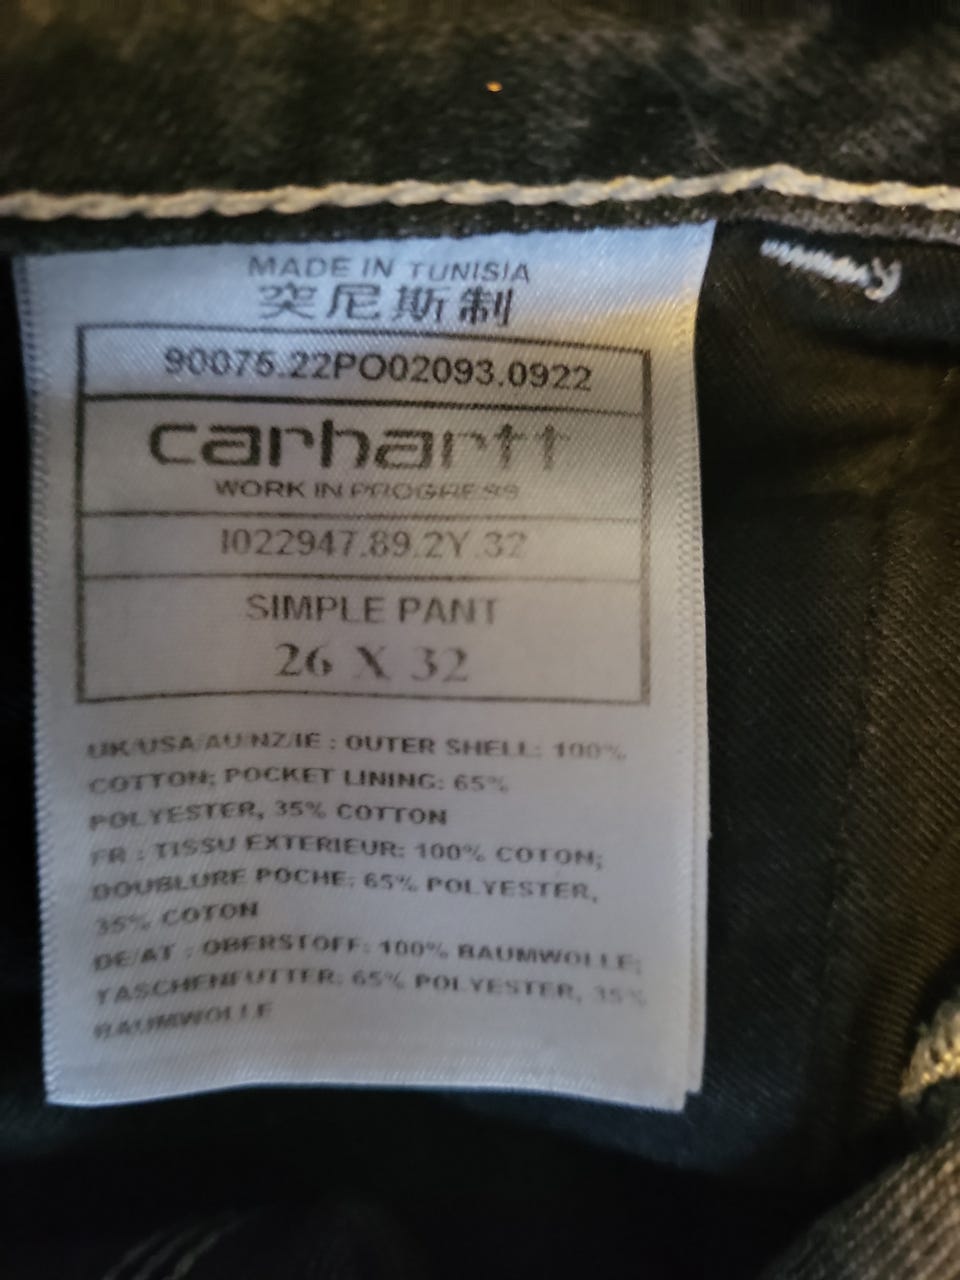 MADE IN TUNISIA
突尼斯制
90075.22PO02093.0922
carhartt
WORK IN PROGRESS
I022947.89.2Y.32
SIMPLE PANT
26 X 32
UK/USA/AU/NZ/IE : OUTER SHELL: 100%
COTTON; POCKET LINING: 65%
POLYESTER, 35% COTTON
FR : TISSU EXTERIEUR: 100% COTON;
DOUBLURE POCHE: 65% POLYESTER,
35% COTON
DE/AT : OBERSTOFF: 100% BAUMWOLLE;
TASCHENFUTTER: 65% POLYESTER, 35%
BAUMWOLLE